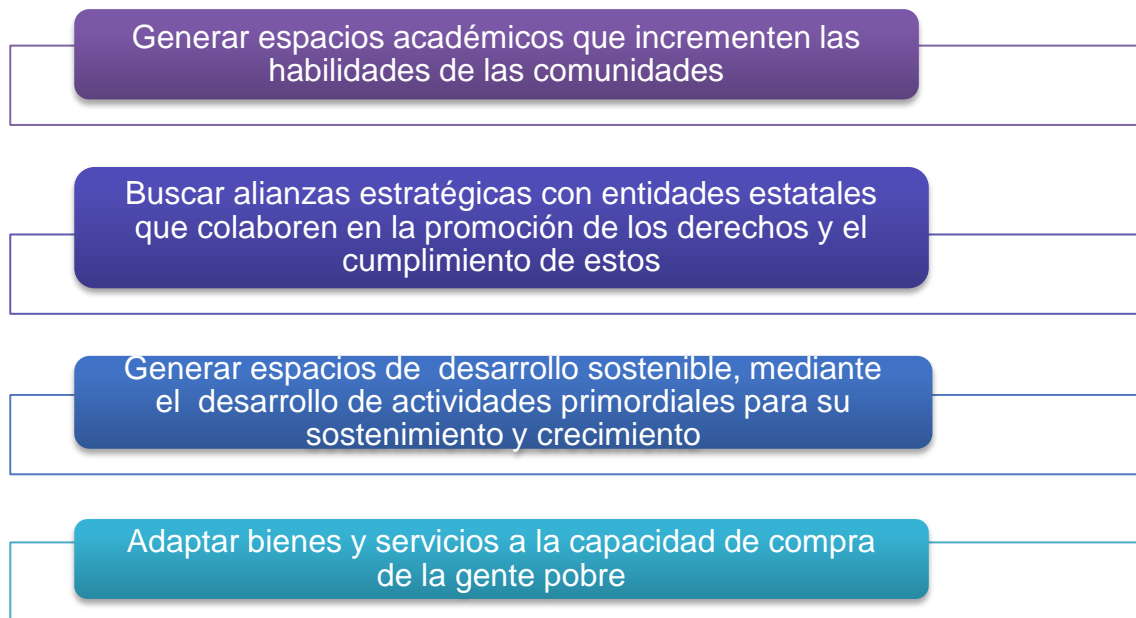 Generar espacios académicos que incrementen las
habilidades de las comunidades
Buscar alianzas estratégicas con entidades estatales
que colaboren en la promoción de los derechos y el
cumplimiento de estos
Generar espacios de  desarrollo sostenible, mediante
el  desarrollo de actividades primordiales para su
sostenimiento y crecimiento
Adaptar bienes y servicios a la capacidad de compra
de la gente pobre